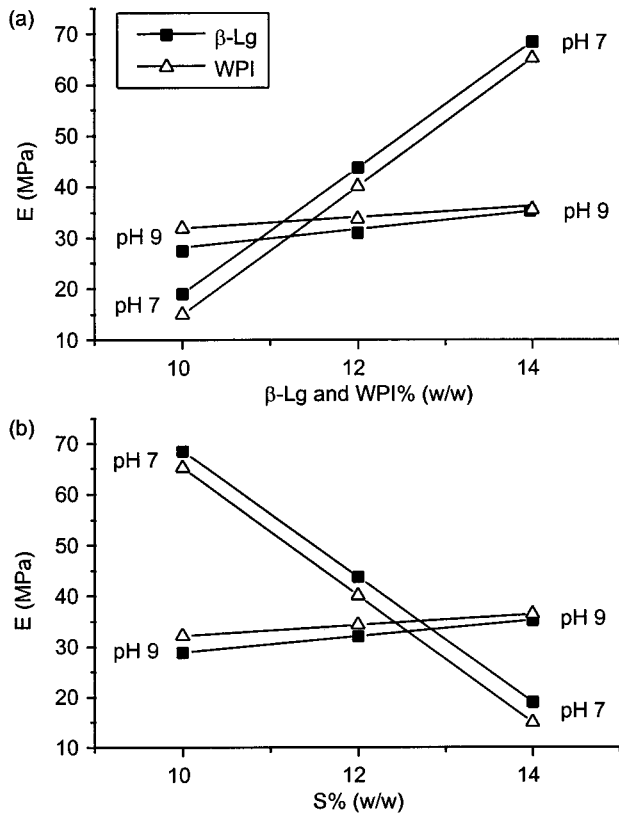 (a)
β-Lg
WPI
70
60
50
40
30
20
10
E (MPa)
pH 7
pH 9
pH 9
pH 7
10 12 14
β-Lg and WPI% (w/w)
(b)
70
60
50
40
30
20
10
E (MPa)
pH 7
pH 9
pH 9
pH 7
10 12 14
S% (w/w)